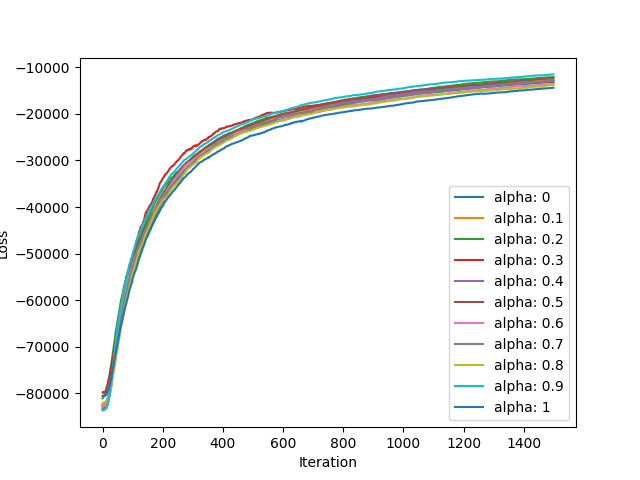 −10000
−20000
−30000
−40000
−50000
−60000
−70000
−80000
Loss
0 200 400 600 800 1000 1200 1400
Iteration
alpha: 0
alpha: 0.1
alpha: 0.2
alpha: 0.3
alpha: 0.4
alpha: 0.5
alpha: 0.6
alpha: 0.7
alpha: 0.8
alpha: 0.9
alpha: 1